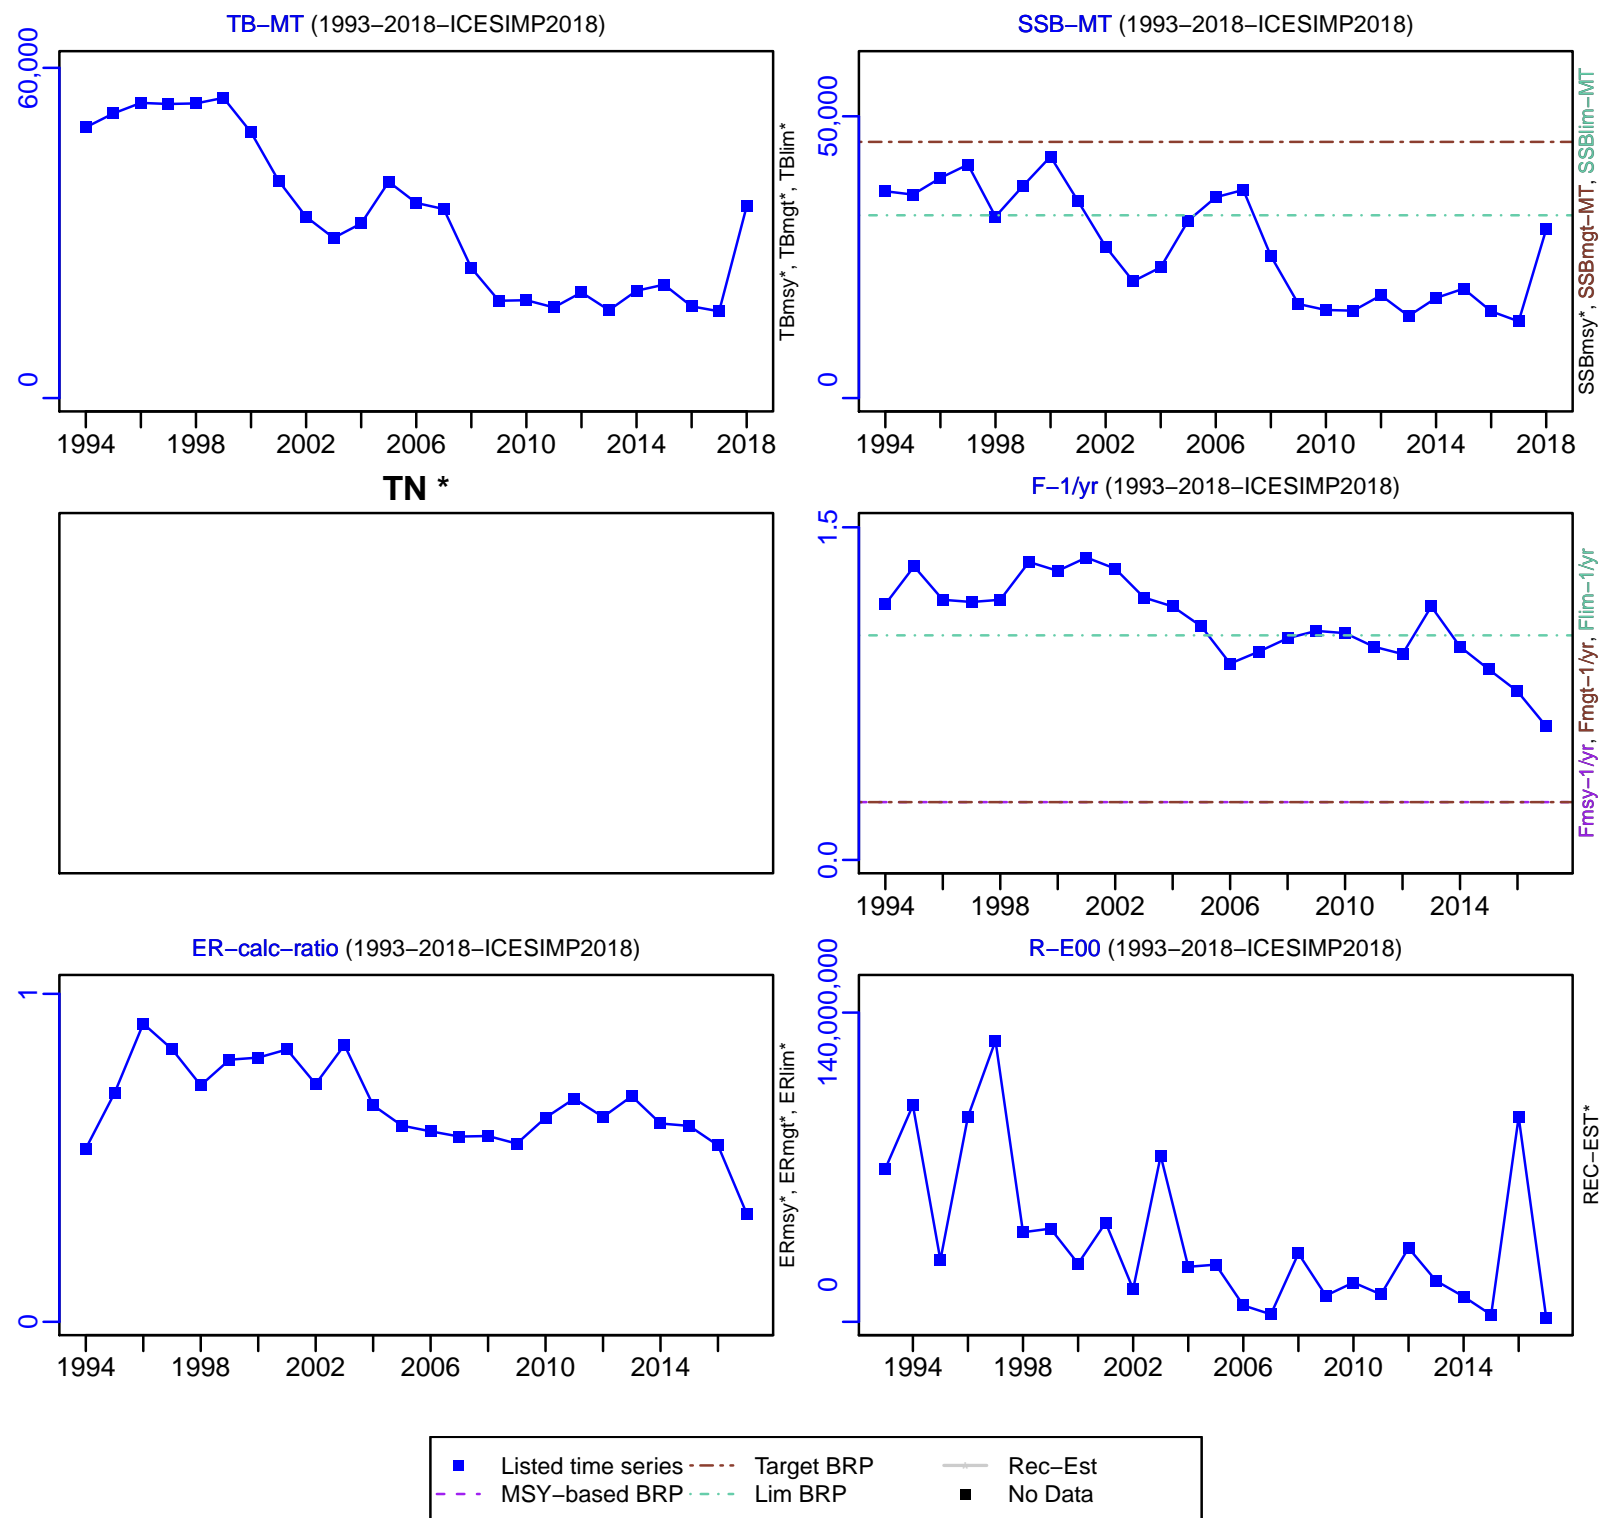 TB−MT (1993−2018−ICESIMP2018)
60,000
0
1994 1998 2002 2006 2010 2014 2018
TBmsy*, TBmgt*, TBlim*
SSB−MT (1993−2018−ICESIMP2018)
50,000
0
1994 1998 2002 2006 2010 2014 2018
SSBmsy*, SSBmgt−MT, SSBlim−MT
TN *
F−1/yr (1993−2018−ICESIMP2018)
1.5
0.0
1994 1998 2002 2006 2010 2014
Fmsy−1/yr, Fmgt−1/yr, Flim−1/yr
ER−calc−ratio (1993−2018−ICESIMP2018)
1
0
1994 1998 2002 2006 2010 2014
ERmsy*, ERmgt*, ERlim*
R−E00 (1993−2018−ICESIMP2018)
140,000,000
0
1994 1998 2002 2006 2010 2014
REC−EST*
Listed time series Target BRP Rec−Est
MSY−based BRP Lim BRP No Data